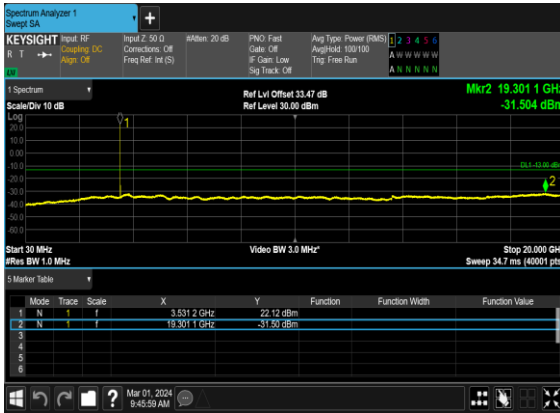 Spectrum Analyzer 1
Swept SA
+
KEYSIGHT Input: RF Input Z: 50 Ω #Atten: 20 dB PNO: Fast Avg Type: Power (RMS) 1 2 3 4 5 6
R T Coupling: DC Corrections: Off Gate: Off Avg|Hold: 100/100 A W W W W W
Align: Off Freq Ref: Int (S) IF Gain: Low Trig: Free Run
Sig Track: Off A N N N N N
1 Spectrum Ref Lvl Offset 33.47 dB Mkr2 19.301 1 GHz
Scale/Div 10 dB Ref Level 30.00 dBm -31.504 dBm
Log
20.0
10.0
0.00
-10.0
-20.0
-30.0
-40.0
-50.0
-60.0
1
DL1 -13.00 dBm
2
Start 30 MHz Video BW 3.0 MHz* Stop 20.000 GHz
#Res BW 1.0 MHz Sweep 34.7 ms (40001 pts)
5 Marker Table
Mode Trace Scale X Y Function Function Width Function Value
1 N 1 f 3.531 2 GHz 22.12 dBm
2 N 1 f 19.301 1 GHz -31.50 dBm
3
4
5
6
? Mar 01, 2024
9:45:59 AM